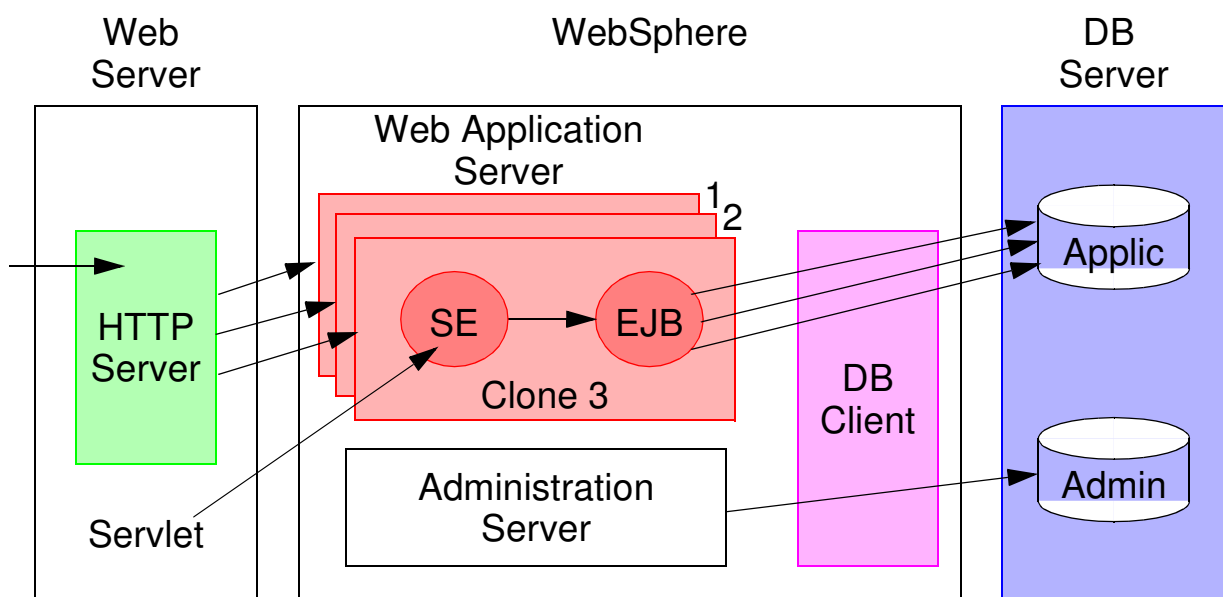 Web
Server
WebSphere
DB
Server
Web Application
Server
1
2
HTTP
Server
SE
EJB
Clone 3
DB
Client
Applic
Administration
Server
Admin
Servlet